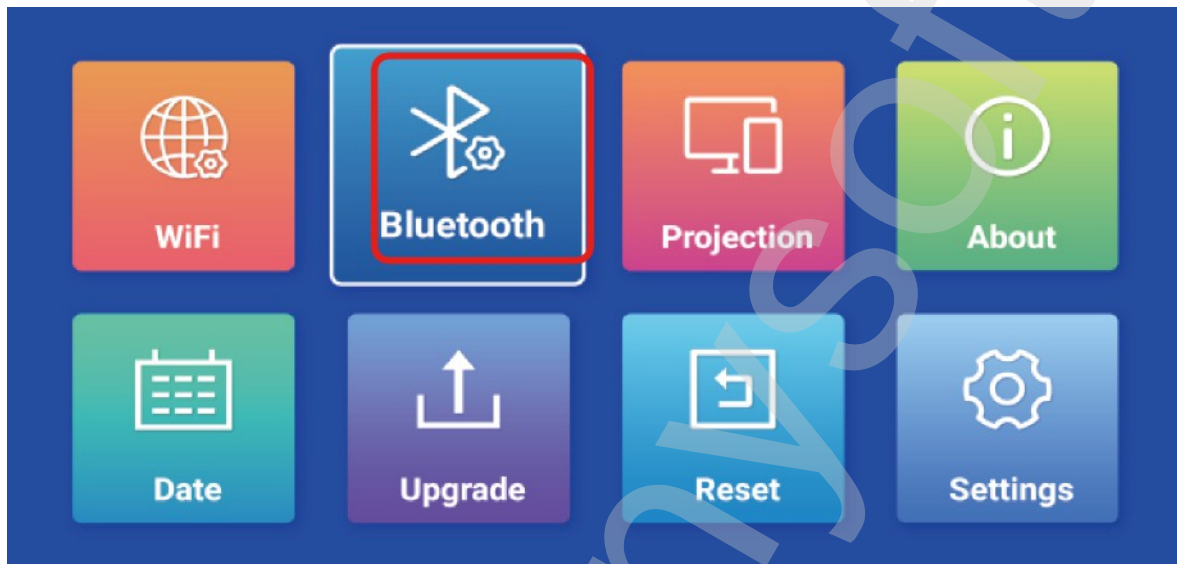 WiFi
Bluetooth
Projection
About
Date
Upgrade
Reset
Settings